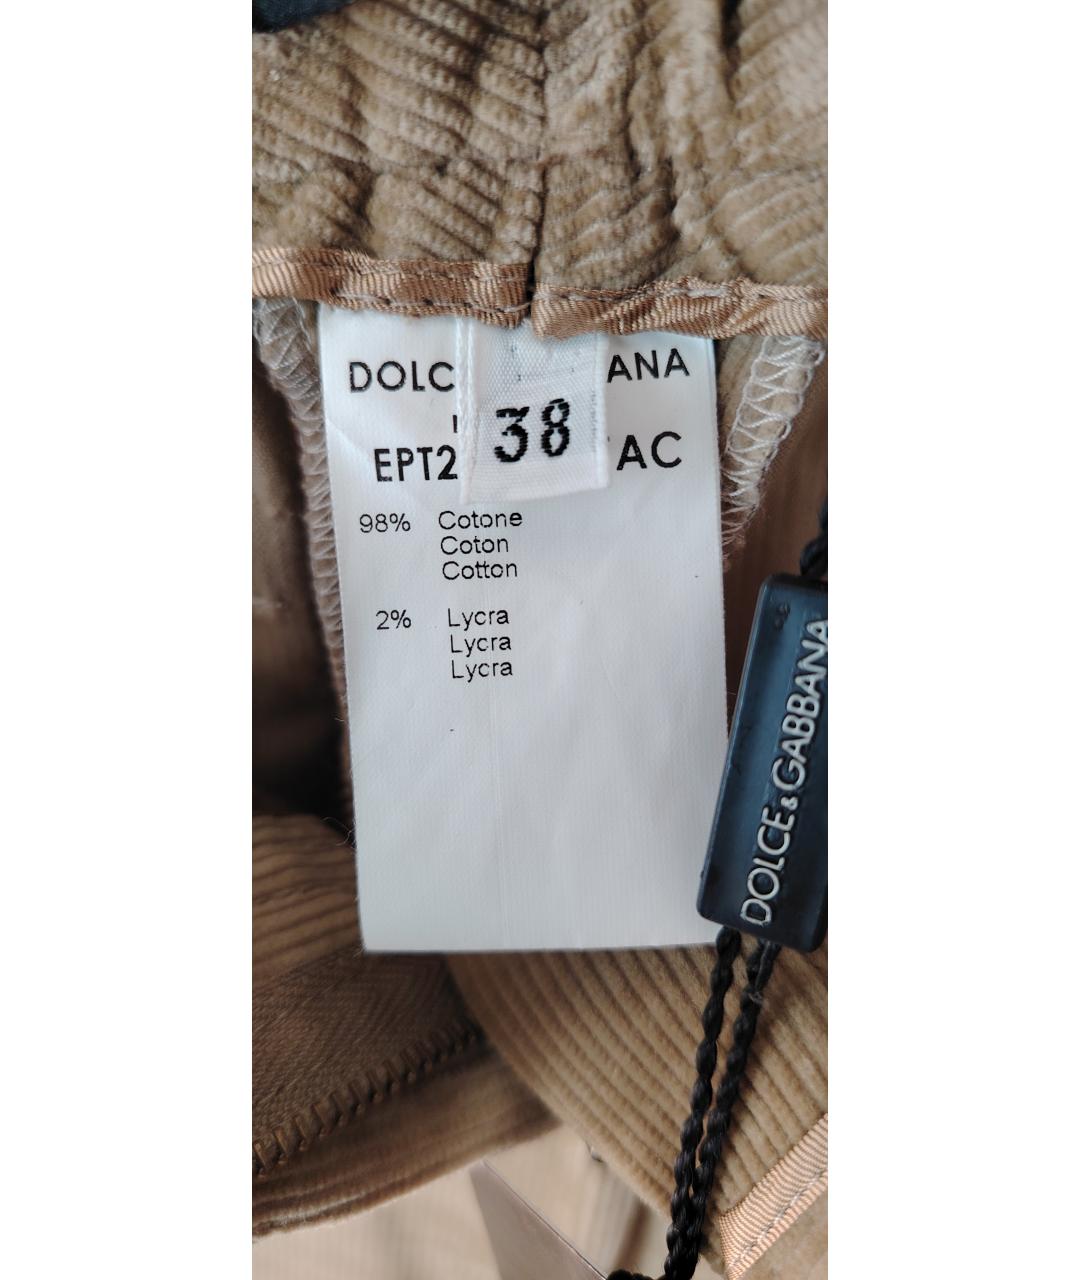 DOLC ANA
38
EPT2 AC
98% Cotone
Coton
Cotton
2% Lycra
Lycra
Lycra
DOLCE&GABBANA